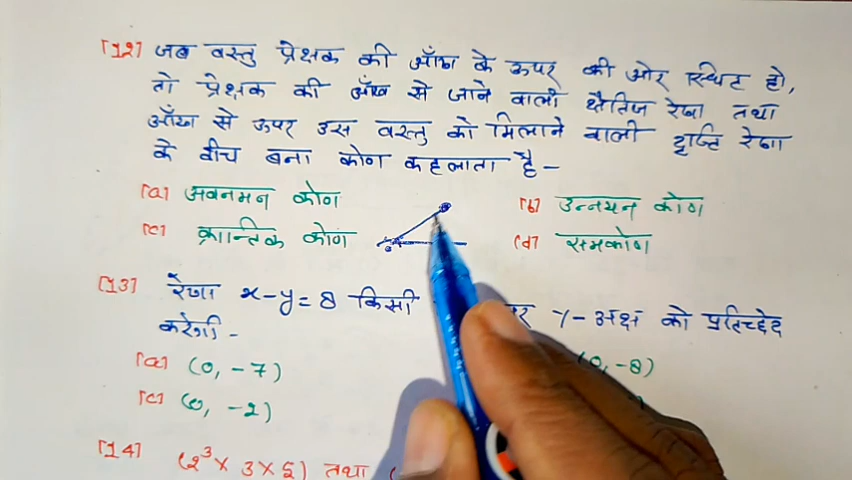 [12] जब वस्तु प्रेक्षक की आँख के ऊपर की ओर स्थित हो,
तो प्रेक्षक की आँख से जाने वाली क्षैतिज रेखा तथा
आँख से ऊपर उस वस्तु को मिलाने वाली दृष्टि रेखा
के बीच बना कोण कहलाता है -
(a) अवनमन कोण (b) उन्नयन कोण
(c) क्रान्तिक कोण (d) समकोण
[13] रेखा x-y=8 किसी पर y-अक्ष को प्रतिच्छेद
करेगी -
(a) (0, -7) (0, -8)
(c) (0, -2)
[14] (2³ × 3 × 5) तथा (